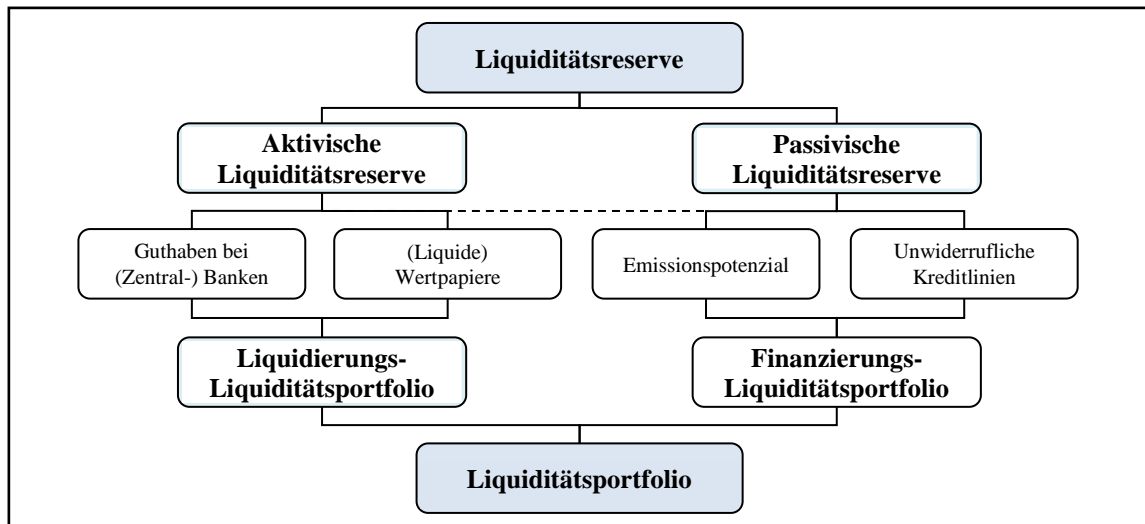 Liquiditätsreserve
Aktivische
Liquiditätsreserve
Passivische
Liquiditätsreserve
Guthaben bei
(Zentral-) Banken
(Liquide)
Wertpapiere
Emissionspotenzial
Unwiderrufliche
Kreditlinien
Liquidierungs-
Liquiditätsportfolio
Finanzierungs-
Liquiditätsportfolio
Liquiditätsportfolio